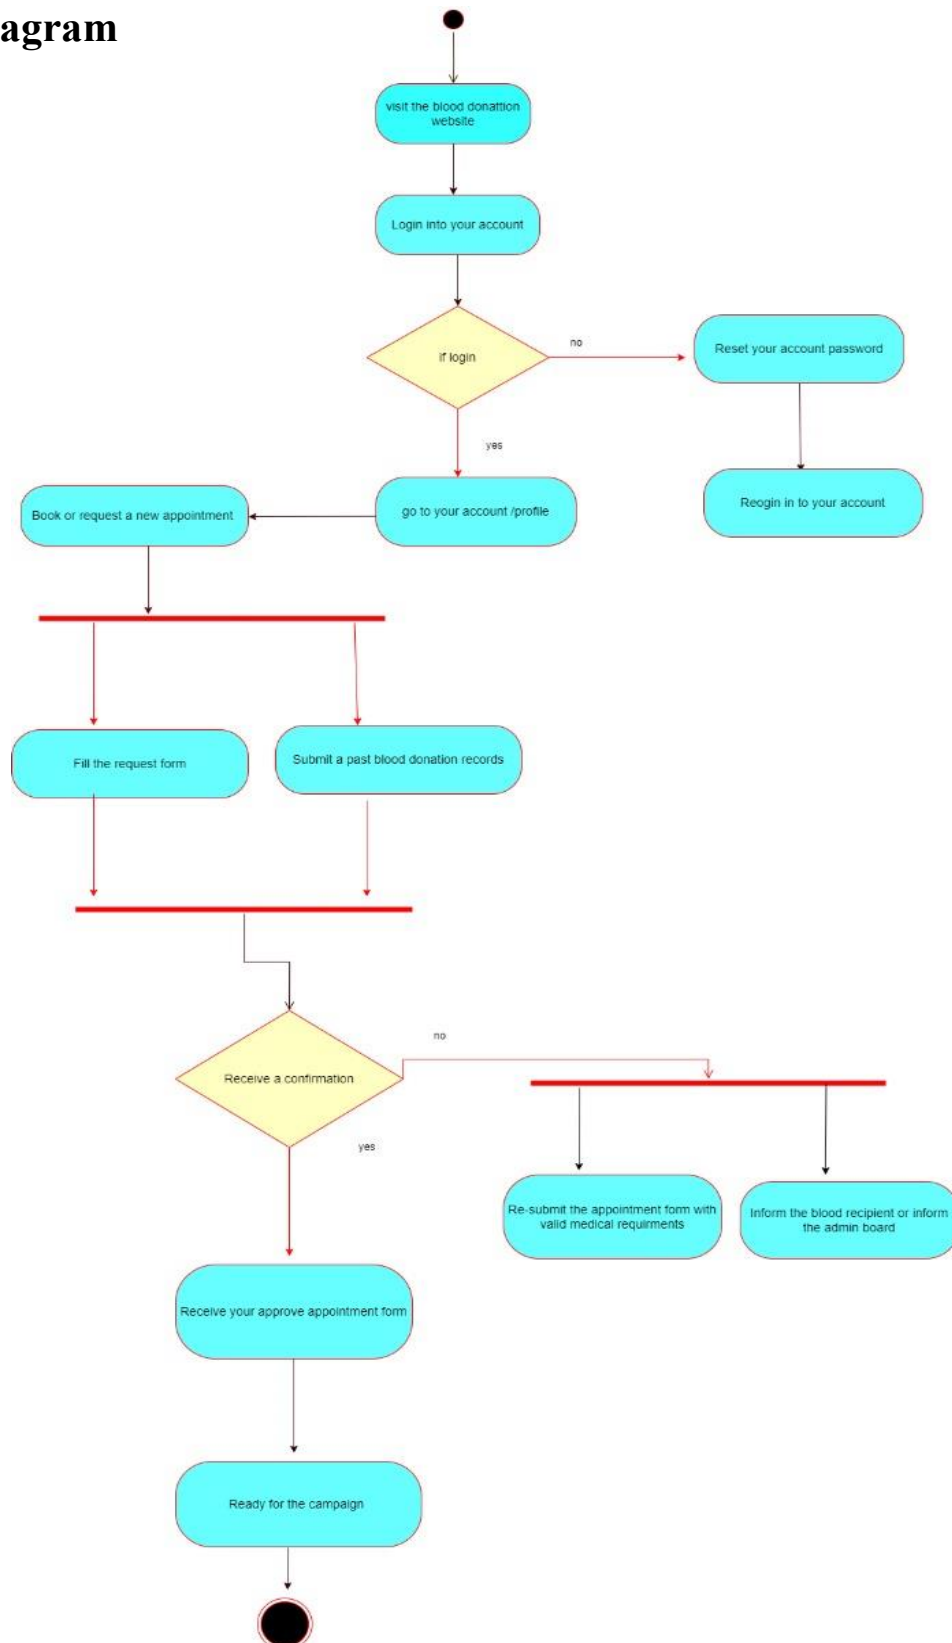 agram
visit the blood donattion
website
Login into your account
if login
no
Reset your account password
yes
Book or request a new appointment
go to your account /profile
Reogin in to your account
Fill the request form
Submit a past blood donation records
Receive a confirmation
no
yes
Re-submit the appointment form with
valid medical requirments
Inform the blood recipient or inform
the admin board
Receive your approve appointment form
Ready for the campaign